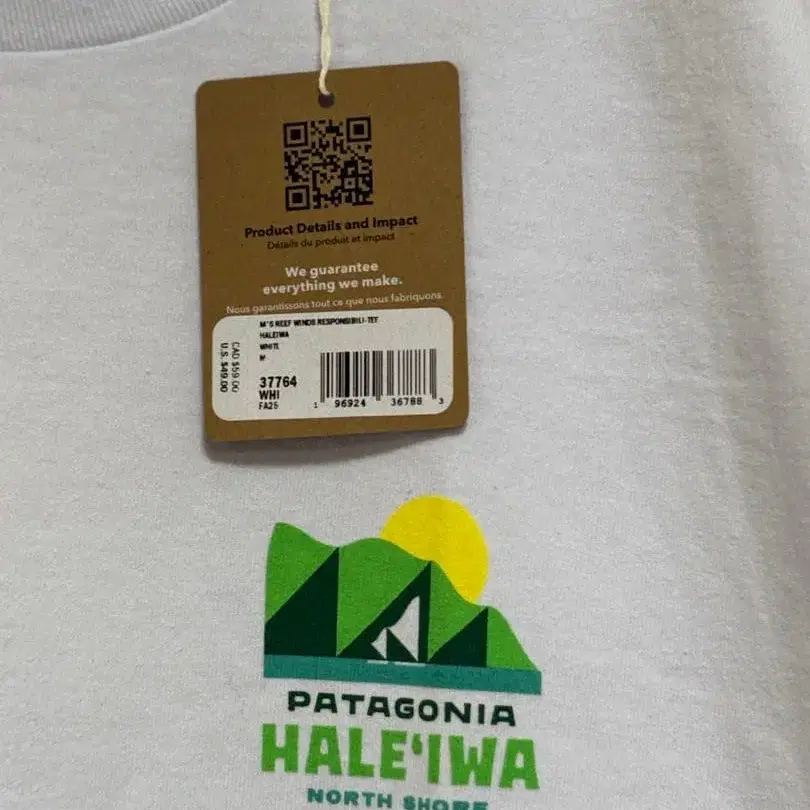 Product Details and Impact
Détails du produit et impact
We guarantee
everything we make.
Nous garantissons tout ce que nous fabriquons.
M'S REEF WINDS RESPONSIBILI-TEE
HALEIWA
WHITE
37764
WHI
FA25
CAD $59.00
U.S. $49.00
1 96924 36788 3
PATAGONIA
HALE'IWA
NORTH SHORE